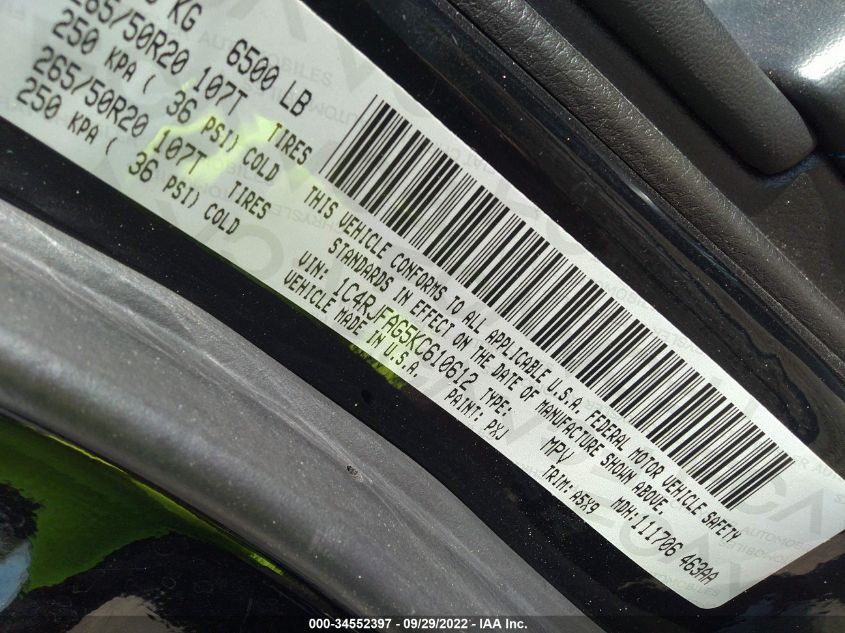 KG 6500 LB
265/50R20 107T TIRES
250 KPA ( 36 PSI) COLD
265/50R20 107T TIRES
250 KPA ( 36 PSI) COLD
THIS VEHICLE CONFORMS TO ALL APPLICABLE U.S.A. FEDERAL MOTOR VEHICLE SAFETY
STANDARDS IN EFFECT ON THE DATE OF MANUFACTURE SHOWN ABOVE.
VIN: 1C4RJFAG5KC610612 TYPE: MPV MDH:111706 463AA
VEHICLE MADE IN U.S.A. PAINT: PXJ TRIM: A5X9
000-34552397 - 09/29/2022 - IAA Inc.